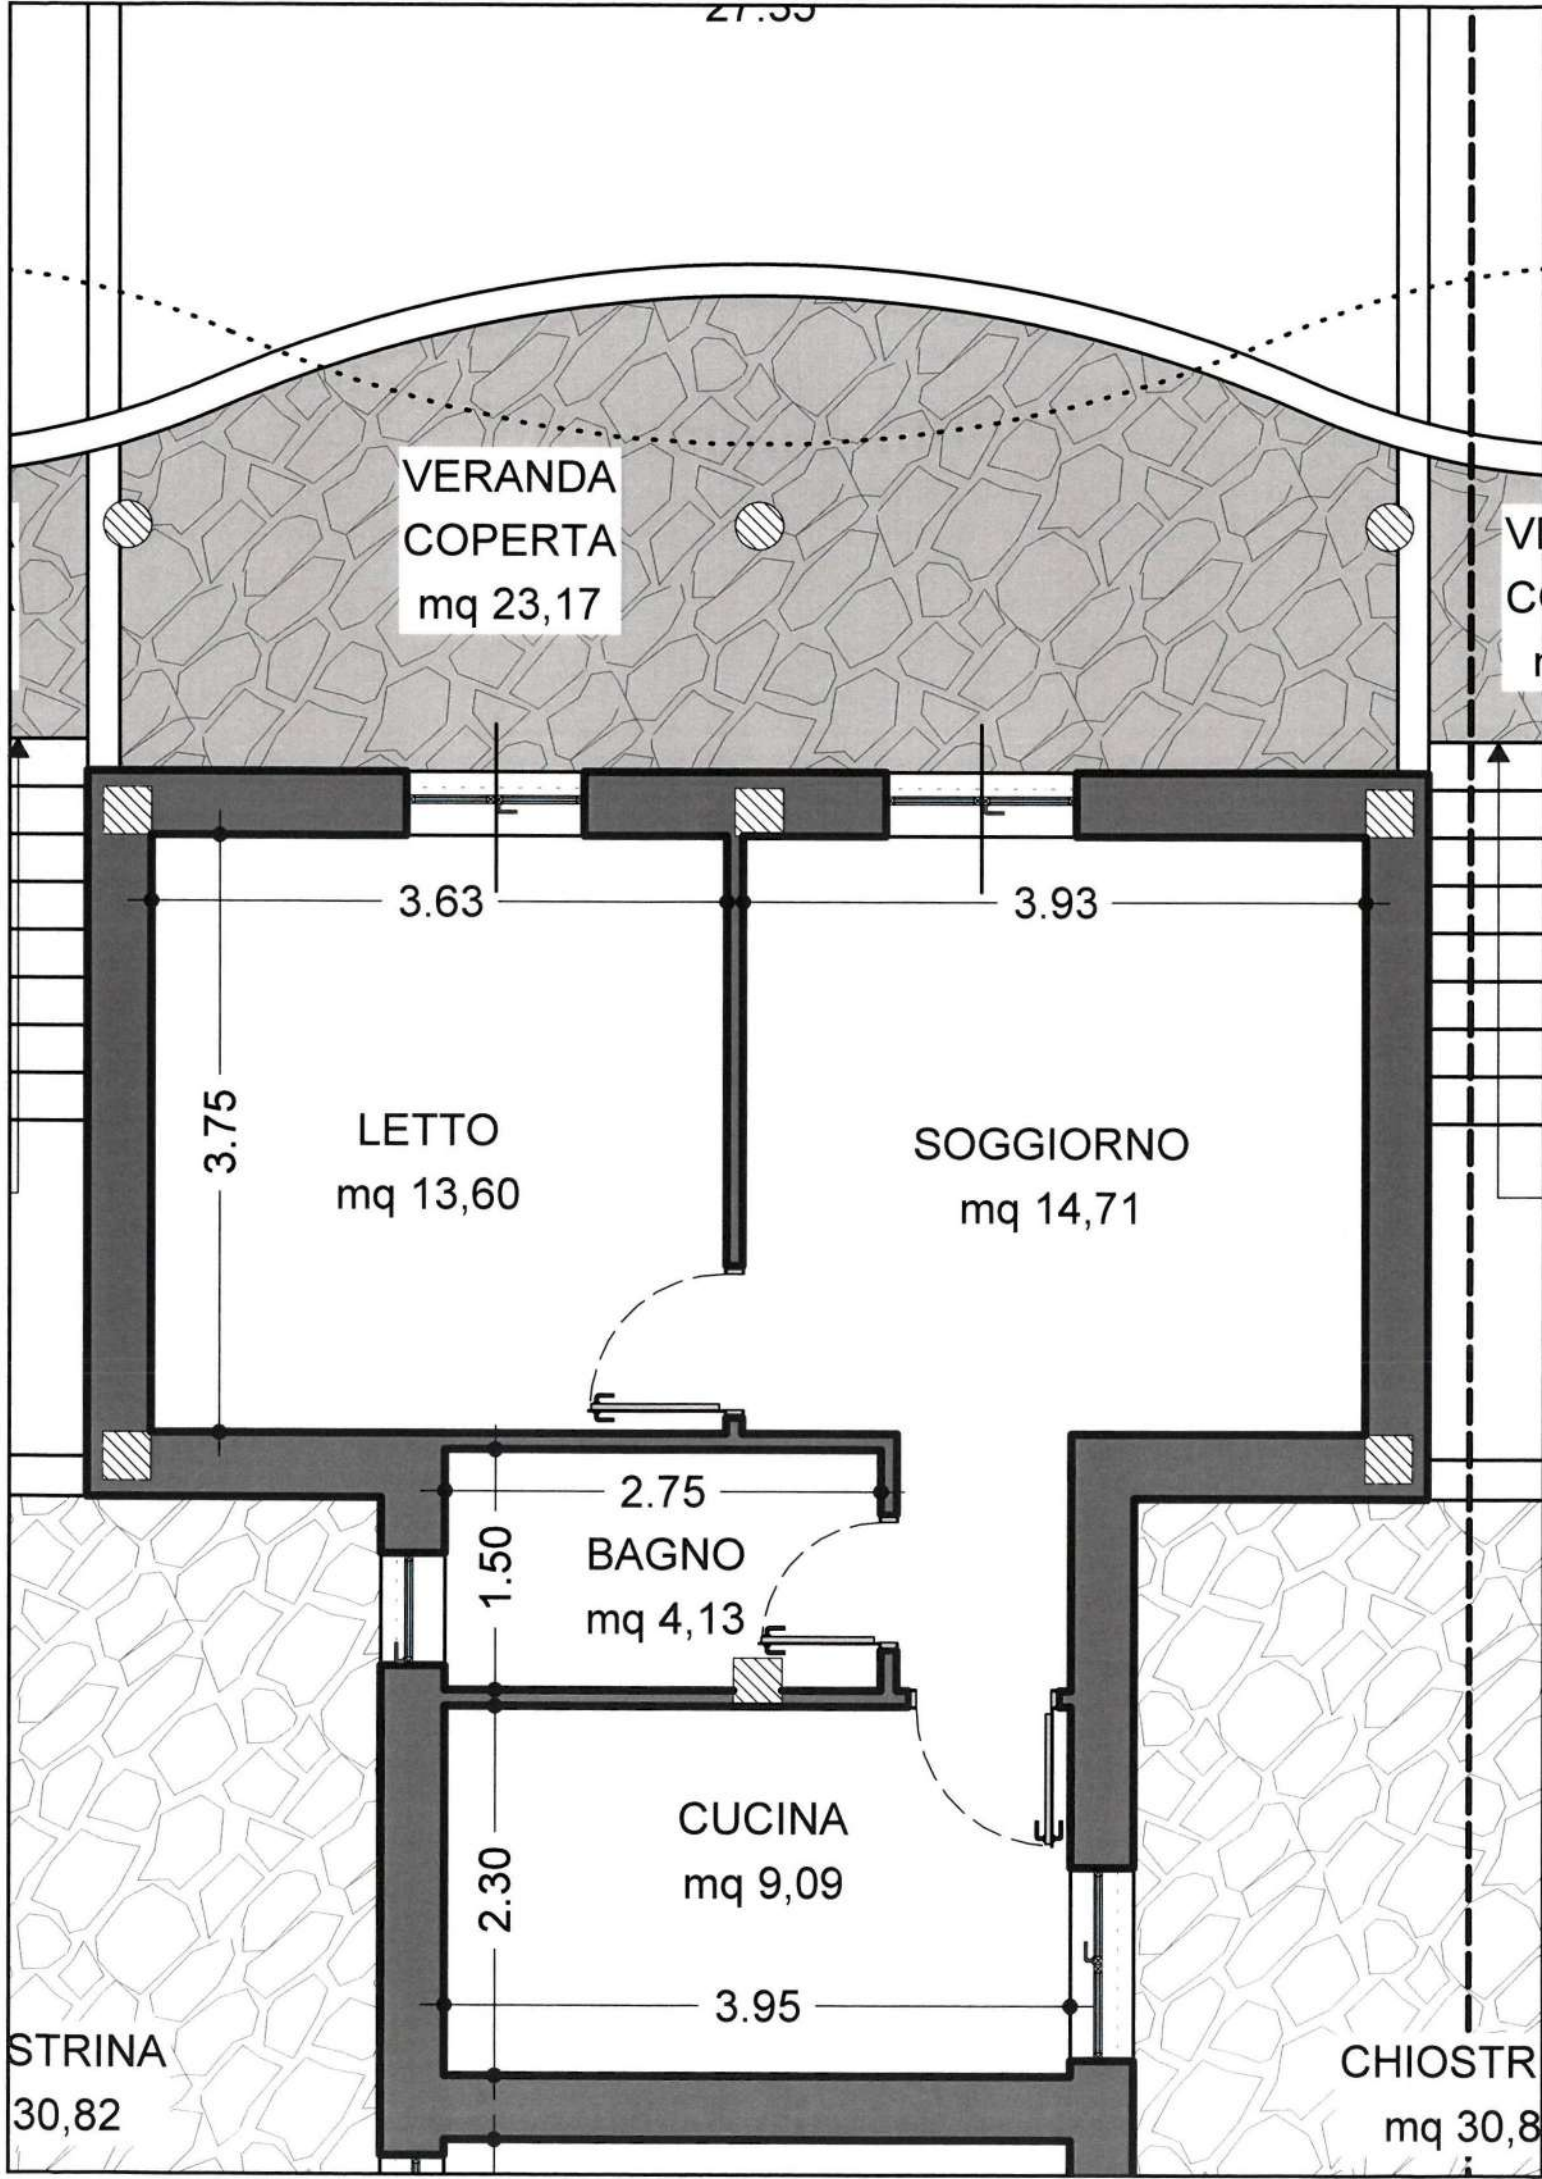 VERANDA
COPERTA
mq 23,17
3.63
3.93
3.75
LETTO
mq 13,60
SOGGIORNO
mq 14,71
2.75
1.50
BAGNO
mq 4,13
CUCINA
mq 9,09
2.30
3.95
STRINA
30,82
CHIOSTR
mq 30,8